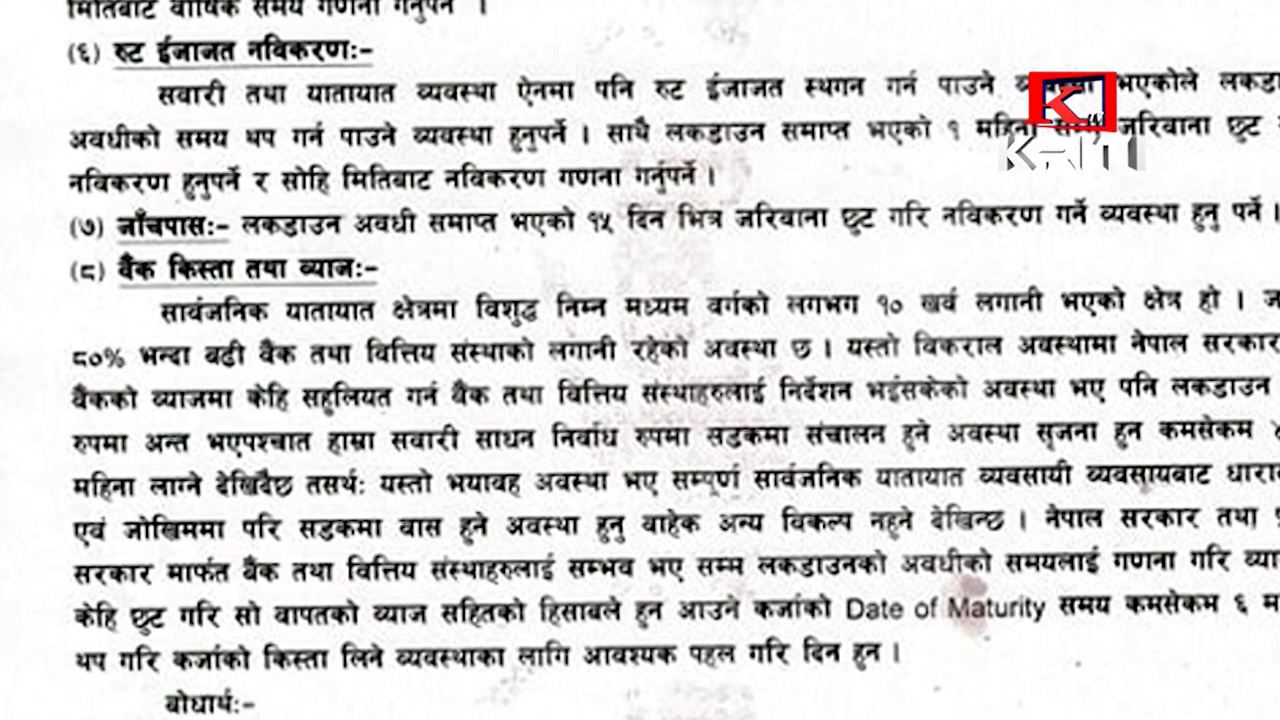 मितिबाट वार्षिक समय गणना गर्नुपर्ने ।
(६) रुट ईजाजत नविकरणः-
सवारी तथा यातायात व्यवस्था ऐनमा पनि रुट ईजाजत स्थगन गर्न पाउने भएकोले
अवधीको समय थप गर्न पाउने व्यवस्था हुनुपर्ने । साथै लकडाउन समाप्त भएको १ महिना जरिवाना छुट
नविकरण हुनुपर्ने र सोहि मितिबाट नविकरण गणना गर्नुपर्ने ।
(७) जाँचपासः- लकडाउन अवधी समाप्त भएको १५ दिन भित्र जरिवाना छुट गरि नविकरण गर्ने व्यवस्था हुनु पर्ने ।
(८) बैंक किस्ता तथा ब्याजः-
सार्वजनिक यातायात क्षेत्रमा विशुद्ध निम्न मध्यम वर्गको लगभग १० खर्व लगानी भएको क्षेत्र हो ।
८०% भन्दा बढी बैंक तथा वित्तिय संस्थाको लगानी रहेको अवस्था छ । यस्तो विकराल अवस्थामा नेपाल सरकार
बैंकको ब्याजमा केहि सहुलियत गर्न बैंक तथा वित्तिय संस्थाहरुलाई निर्देशन भईसकेको अवस्था भए पनि लकडाउन
रुपमा अन्त भएपश्चात हाम्रा सवारी साधन निर्वाध रुपमा सडकमा संचालन हुने अवस्था सृजना हुन कमसेकम
महिना लाग्ने देखिदैछ तसर्थः यस्तो भयावह अवस्था भए सम्पूर्ण सार्वजनिक यातायात व्यवसायी व्यवसायबाट
एवं जोखिममा परि सडकमा वास हुने अवस्था हुनु वाहेक अन्य विकल्प नहुने देखिन्छ । नेपाल सरकार तथा
सरकार मार्फत बैंक तथा वित्तिय संस्थाहरुलाई सम्भव भए सम्म लकडाउनको अवधीको समयलाई गणना गरि
केहि छुट गरि सो वापतको ब्याज सहितको हिसाबले हुन आउने कर्जाको Date of Maturity समय कमसेकम ६
थप गरि कर्जाको किस्ता लिने व्यवस्थाका लागि आवश्यक पहल गरि दिन हुन ।
बोधार्थः-